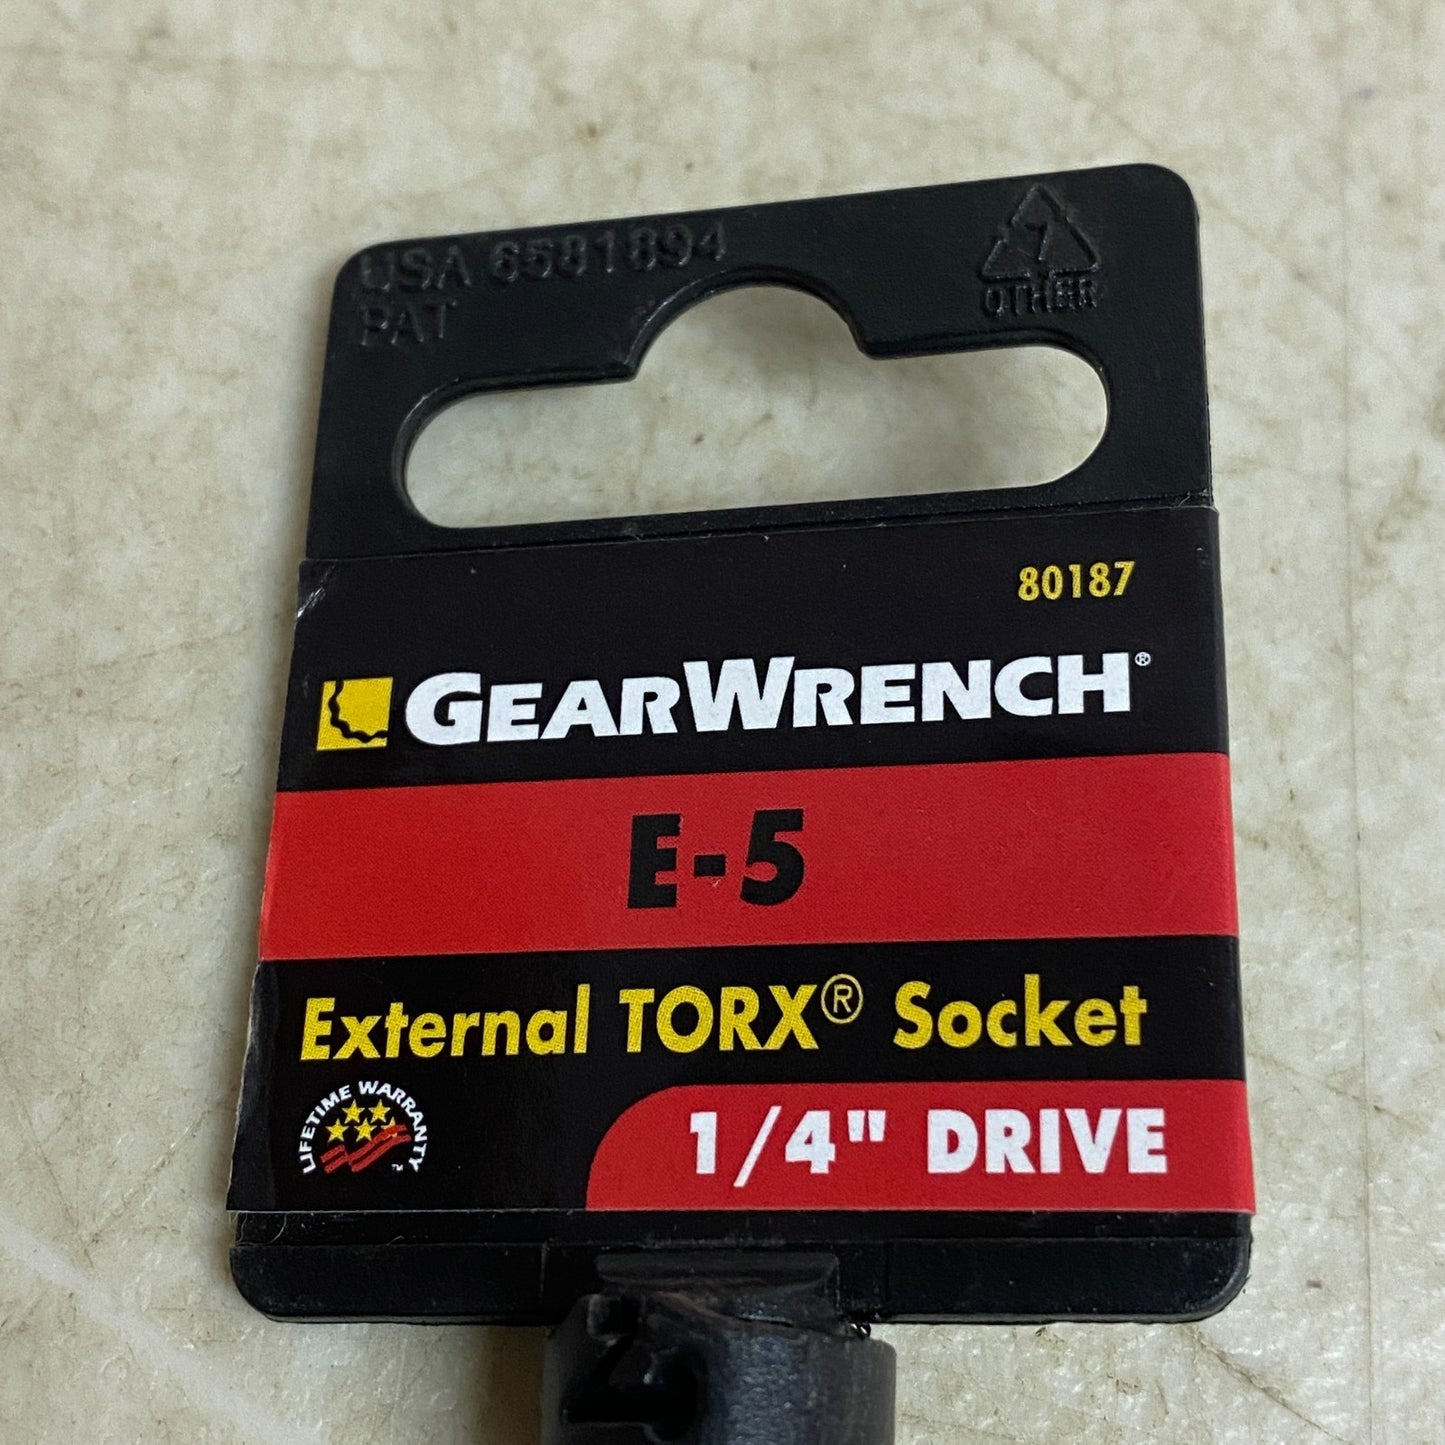 USA 6581894
PAT
7
OTHER
80187
GEARWRENCH®
E-5
External TORX® Socket
LIFETIME WARRANTY
1/4" DRIVE